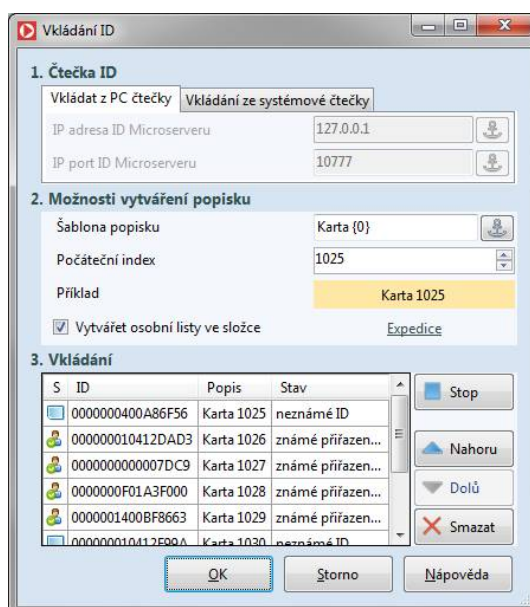 Vkládání ID
1. Čtečka ID
Vkládat z PC čtečky Vkládání ze systémové čtečky
IP adresa ID Microserveru 127.0.0.1
IP port ID Microserveru 10777
2. Možnosti vytváření popisku
Šablona popisku Karta {0}
Počáteční index 1025
Příklad Karta 1025
Vytvářet osobní listy ve složce Expedice
3. Vkládání
S ID Popis Stav
0000000400A86F56 Karta 1025 neznámé ID
000000010412DAD3 Karta 1026 známé přiřazen...
0000000000007DC9 Karta 1027 známé přiřazen...
0000000F01A3F000 Karta 1028 známé přiřazen...
0000001400BF8663 Karta 1029 známé přiřazen...
000000010412F99A Karta 1030 neznámé ID
Stop
Nahoru
Dolů
Smazat
OK Storno Nápověda